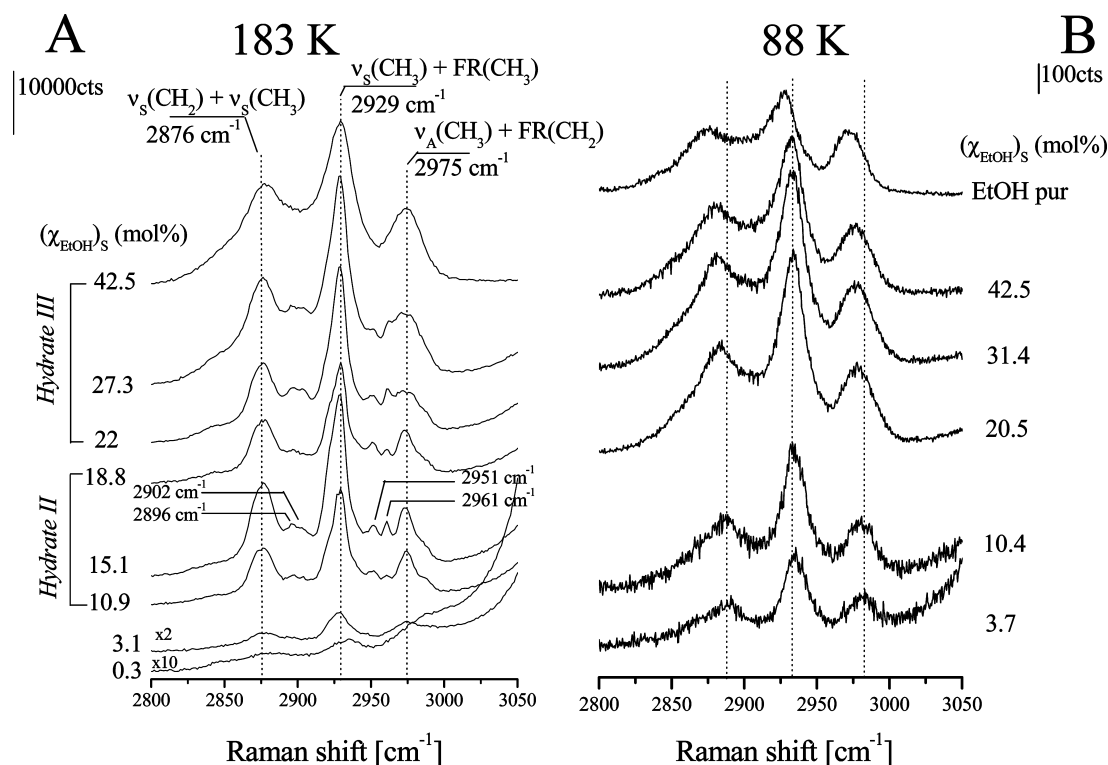 A
183 K
10000cts
νS(CH2) + νS(CH3)
2876 cm-1
νS(CH3) + FR(CH3)
2929 cm-1
νA(CH3) + FR(CH2)
2975 cm-1
(χEtOH)S (mol%)
42.5
Hydrate III
27.3
22
18.8
2902 cm-1
2896 cm-1
2951 cm-1
2961 cm-1
Hydrate II
15.1
10.9
3.1 x2
0.3 x10
2800 2850 2900 2950 3000 3050
Raman shift [cm-1]
88 K
B
100cts
(χEtOH)S (mol%)
EtOH pur
42.5
31.4
20.5
10.4
3.7
2800 2850 2900 2950 3000 3050
Raman shift [cm-1]